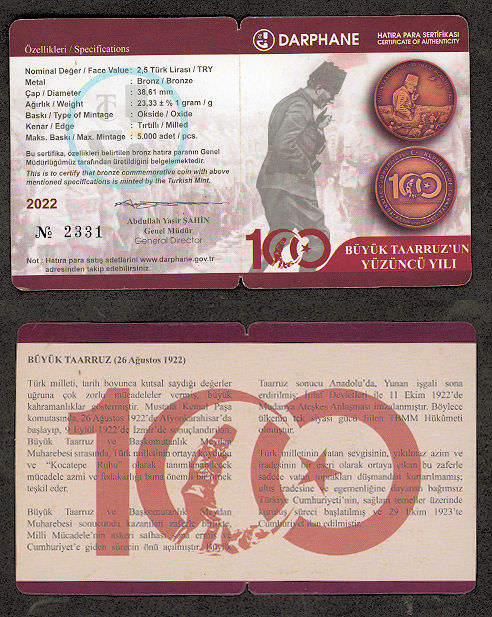 Özellikleri / Specifications
Nominal Değer / Face Value : 2,5 Türk Lirası / TRY
Metal : Bronz / Bronze
Çap / Diameter : 38,61 mm
Ağırlık / Weight : 23,33 ± % 1 gram / g
Baskı / Type of Mintage : Okside / Oxide
Kenar / Edge : Tırtıllı / Milled
Maks. Baskı / Max. Mintage : 5.000 adet / pcs.
Bu sertifika, özellikleri belirtilen bronz hatıra paranın Genel
Müdürlüğümüz tarafından üretildiğini belgelemektedir.
This is to certify that bronze commemorative coin with above
mentioned specifications is minted by the Turkish Mint.
2022
Abdullah Yasir ŞAHİN
Genel Müdür
General Director
№ 2331
Not : Hatıra para satış adetlerini www.darphane.gov.tr
adresinden takip edebilirsiniz.
DARPHANE
HATIRA PARA SERTİFİKASI
CERTIFICATE OF AUTHENTICITY
100
100
BÜYÜK TAARRUZ'UN
YÜZÜNCÜ YILI
BÜYÜK TAARRUZ (26 Ağustos 1922)
Türk milleti, tarih boyunca kutsal saydığı değerler
uğruna çok zorlu mücadeleler vermiş, büyük
kahramanlıklar göstermiştir. Mustafa Kemal Paşa
komutasında, 26 Ağustos 1922'de Afyonkarahisar'da
başlayıp, 9 Eylül 1922'de İzmir'de sonuçlandırılan
Büyük Taarruz ve Başkomutanlık Meydan
Muharebesi sırasında, Türk milletinin ortaya koyduğu
ve "Kocatepe Ruhu" olarak tanımlanan yüksek
mücadele azmi ve fedakârlığı buna önemli bir örnek
teşkil eder.
Büyük Taarruz ve Başkomutanlık Meydan
Muharebesi sonucunda kazanılan zaferle birlikte,
Milli Mücadele'nin askeri safhası sona ermiş ve
Cumhuriyet'e giden sürecin önü açılmıştır. Büyük
Taarruz sonucu Anadolu'da, Yunan işgali sona
erdirilmiş, İtilaf Devletleri ile 11 Ekim 1922'de
Mudanya Ateşkes Anlaşması imzalanmıştır. Böylece
ülkenin tek siyasi gücü fiilen TBMM Hükûmeti
olmuştur.
Türk milletinin vatan sevgisinin, yıkılmaz azim ve
iradesinin bir eseri olarak ortaya çıkan bu zaferle
sadece vatan toprakları düşmandan kurtarılmamış;
ulus iradesine ve egemenliğine dayanan bağımsız
Türkiye Cumhuriyeti'nin, sağlam temeller üzerinde
kuruluş süreci başlatılmış ve 29 Ekim 1923'te
Cumhuriyet ilan edilmiştir.
100